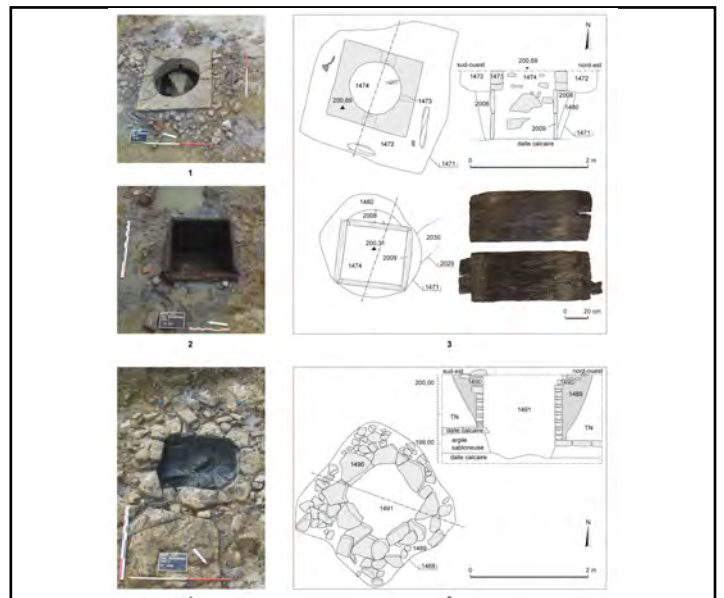 N
200,69
sud-ouest
nord-est
1472
1473
1474
1472
2008
2008
1480
2009
1471
dalle calcaire
0 2 m
1474
200,69
1473
1472
1471
1
1480
2008
200,31
1474
2009
2030
2029
1471
0 20 cm
2
3
sud-est
nord-ouest
200,00
1489
1491
TN
TN
dalle calcaire
199,00
argile
sabloneuse
dalle calcaire
1490
1491
1489
1488
N
0 2 m